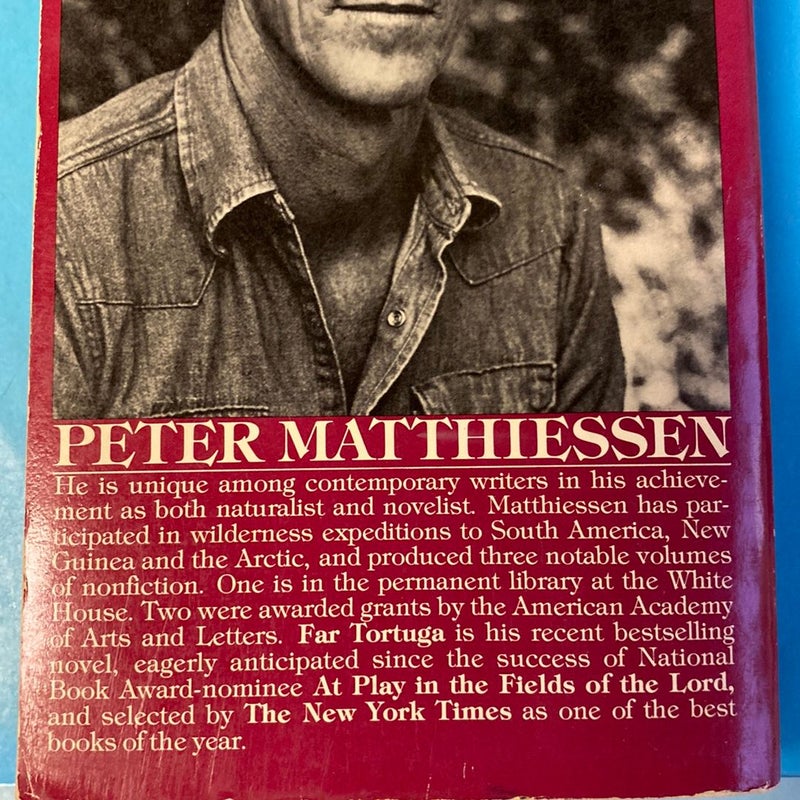 PETER MATTHIESSEN
He is unique among contemporary writers in his achieve-
ment as both naturalist and novelist. Matthiessen has par-
ticipated in wilderness expeditions to South America, New
Guinea and the Arctic, and produced three notable volumes
of nonfiction. One is in the permanent library at the White
House. Two were awarded grants by the American Academy
of Arts and Letters. Far Tortuga is his recent bestselling
novel, eagerly anticipated since the success of National
Book Award-nominee At Play in the Fields of the Lord,
and selected by The New York Times as one of the best
books of the year.